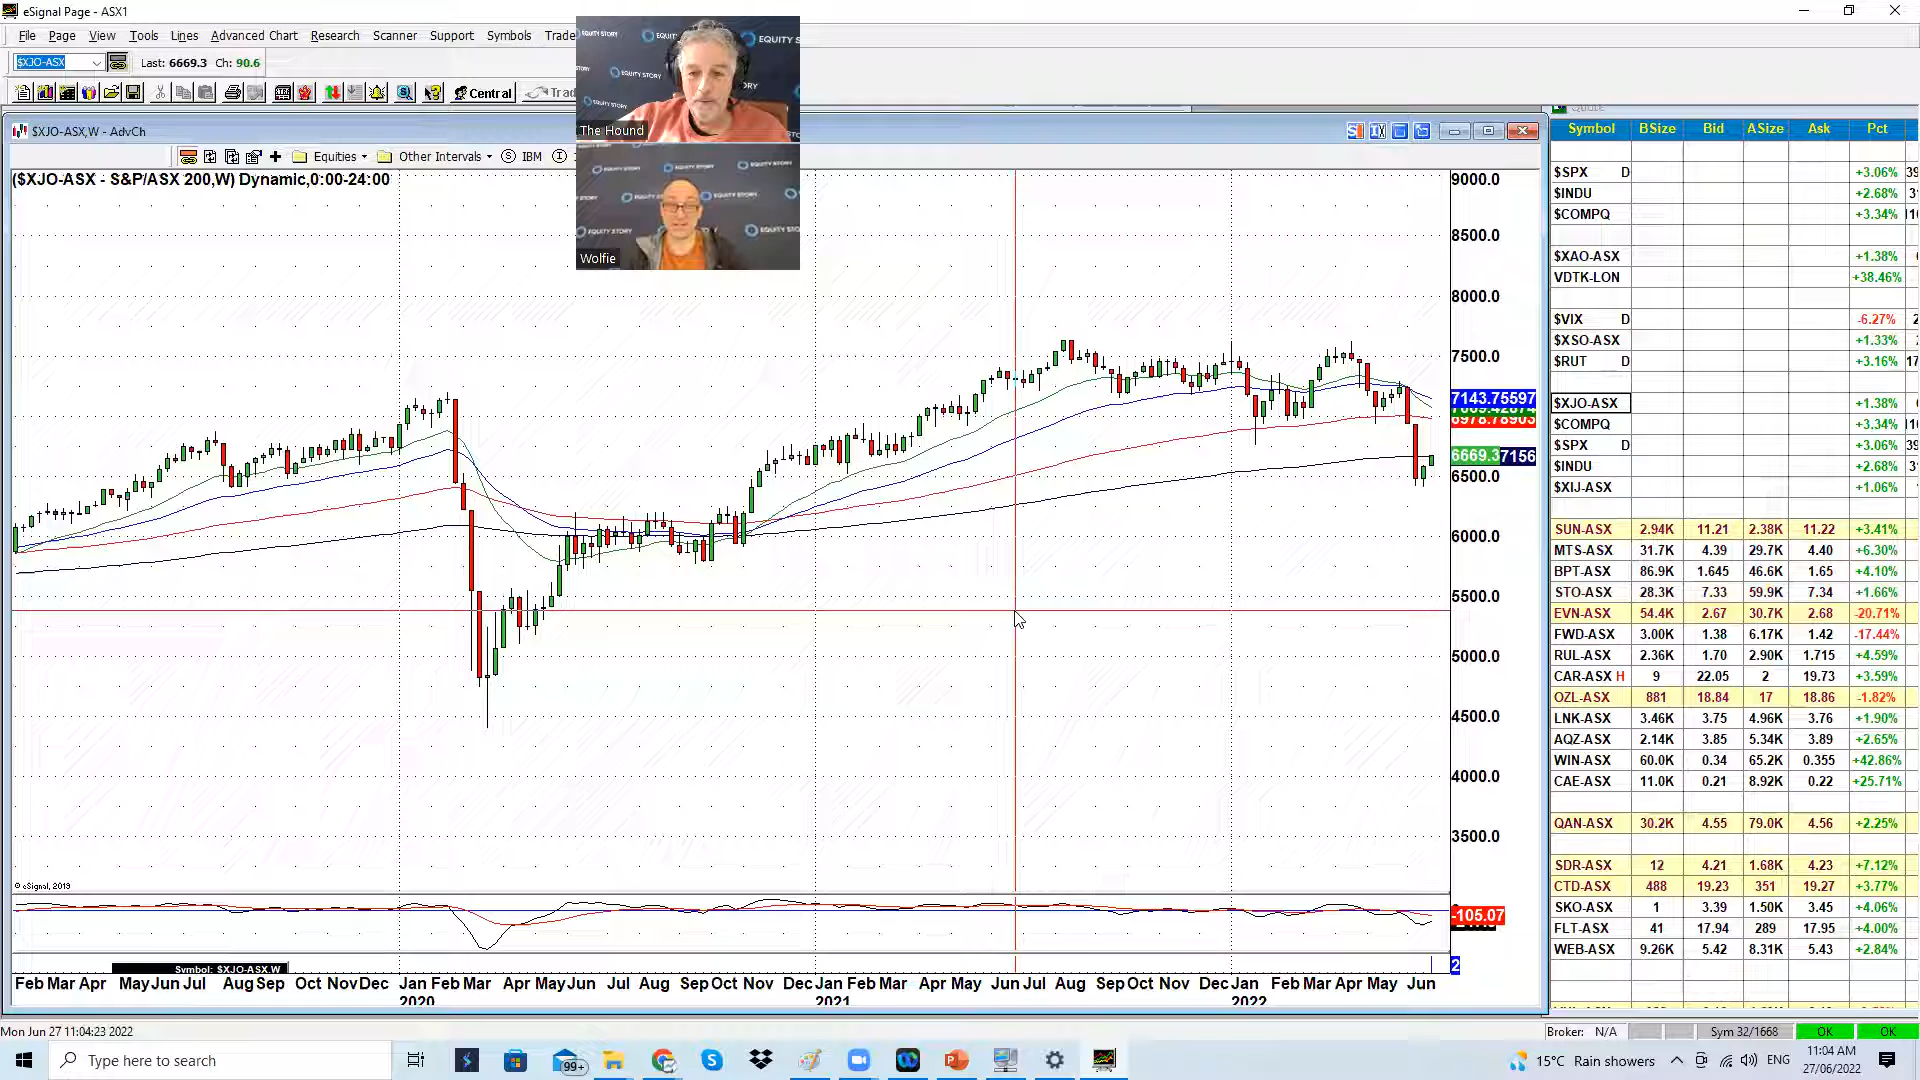 eSignal Page - ASX1
File Page View Tools Lines Advanced Chart Research Scanner Support Symbols Trade
$XJO-ASX Last: 6669.3 Ch: 90.6
Central Trad
$XJO-ASX,W - AdvCh
Equities Other Intervals S IBM I
($XJO-ASX - S&P/ASX 200,W) Dynamic,0:00-24:00
EQUITY STORY
The Hound
EQUITY STORY
Wolfie
9000.0
8500.0
8000.0
7500.0
7143.75597
6978.78903
6669.3 7156
6500.0
6000.0
5500.0
5000.0
4500.0
4000.0
3500.0
© eSignal, 2019
-105.07
2
Symbol: $XJO-ASX,W
Feb Mar Apr May Jun Jul Aug Sep Oct Nov Dec Jan Feb Mar Apr May Jun Jul Aug Sep Oct Nov Dec Jan Feb Mar Apr May Jun Jul Aug Sep Oct Nov Dec Jan Feb Mar Apr May Jun
2020 2021 2022
Symbol BSize Bid ASize Ask Pct
$SPX D +3.06% 39
$INDU +2.68% 31
$COMPQ +3.34% 110
$XAO-ASX +1.38%
VDTK-LON +38.46%
$VIX D -6.27% 2
$XSO-ASX +1.33%
$RUT D +3.16% 17
$XJO-ASX +1.38%
$COMPQ +3.34% 110
$SPX D +3.06% 39
$INDU +2.68% 31
$XIJ-ASX +1.06%
SUN-ASX 2.94K 11.21 2.38K 11.22 +3.41%
MTS-ASX 31.7K 4.39 29.7K 4.40 +6.30%
BPT-ASX 86.9K 1.645 46.6K 1.65 +4.10%
STO-ASX 28.3K 7.33 59.9K 7.34 +1.66%
EVN-ASX 54.4K 2.67 30.7K 2.68 -20.71%
FWD-ASX 3.00K 1.38 6.17K 1.42 -17.44%
RUL-ASX 2.36K 1.70 2.90K 1.715 +4.59%
CAR-ASX H 9 22.05 2 19.73 +3.59%
OZL-ASX 881 18.84 17 18.86 -1.82%
LNK-ASX 3.46K 3.75 4.96K 3.76 +1.90%
AQZ-ASX 2.14K 3.85 5.34K 3.89 +2.65%
WIN-ASX 60.0K 0.34 65.2K 0.355 +42.86%
CAE-ASX 11.0K 0.21 8.92K 0.22 +25.71%
QAN-ASX 30.2K 4.55 79.0K 4.56 +2.25%
SDR-ASX 12 4.21 1.68K 4.23 +7.12%
CTD-ASX 488 19.23 351 19.27 +3.77%
SKO-ASX 1 3.39 1.50K 3.45 +4.06%
FLT-ASX 41 17.94 289 17.95 +4.00%
WEB-ASX 9.26K 5.42 8.31K 5.43 +2.84%
Mon Jun 27 11:04:23 2022
Broker: N/A Sym 32/1668 OK OK
Type here to search
99+
15°C Rain showers ENG
11:04 AM
27/06/2022